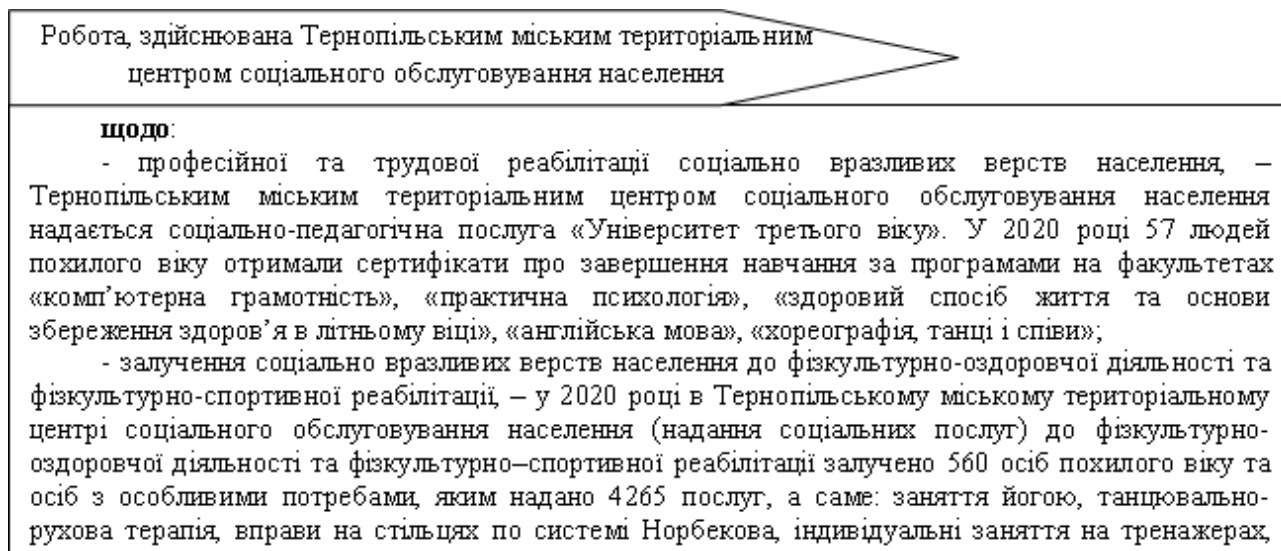 Робота, здійснювана Тернопільським міським територіальним
центром соціального обслуговування населення
щодо:
- професійної та трудової реабілітації соціально вразливих верств населення, –
Тернопільським міським територіальним центром соціального обслуговування населення
надається соціально-педагогічна послуга «Університет третього віку». У 2020 році 57 людей
похилого віку отримали сертифікати про завершення навчання за програмами на факультетах
«комп’ютерна грамотність», «практична психологія», «здоровий спосіб життя та основи
збереження здоров’я в літньому віці», «англійська мова», «хореографія, танці і співи»;
- залучення соціально вразливих верств населення до фізкультурно-оздоровчої діяльності та
фізкультурно-спортивної реабілітації, – у 2020 році в Тернопільському міському територіальному
центрі соціального обслуговування населення (надання соціальних послуг) до фізкультурно-
оздоровчої діяльності та фізкультурно–спортивної реабілітації залучено 560 осіб похилого віку та
осіб з особливими потребами, яким надано 4265 послуг, а саме: заняття йогою, танцювально-
рухова терапія, вправи на стільцях по системі Норбекова, індивідуальні заняття на тренажерах,